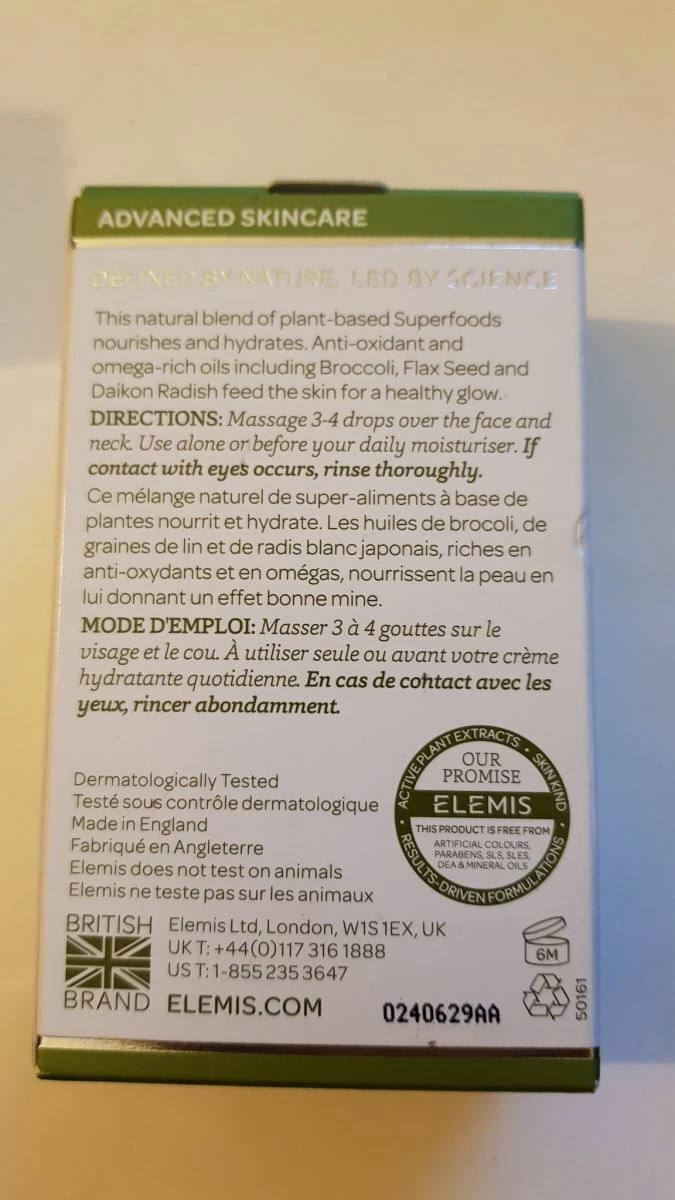 ADVANCED SKINCARE
DEFINED BY NATURE, LED BY SCIENCE
This natural blend of plant-based Superfoods
nourishes and hydrates. Anti-oxidant and
omega-rich oils including Broccoli, Flax Seed and
Daikon Radish feed the skin for a healthy glow.
DIRECTIONS: Massage 3-4 drops over the face and
neck. Use alone or before your daily moisturiser. If
contact with eyes occurs, rinse thoroughly.
Ce mélange naturel de super-aliments à base de
plantes nourrit et hydrate. Les huiles de brocoli, de
graines de lin et de radis blanc japonais, riches en
anti-oxydants et en omégas, nourrissent la peau en
lui donnant un effet bonne mine.
MODE D'EMPLOI: Masser 3 à 4 gouttes sur le
visage et le cou. À utiliser seule ou avant votre crème
hydratante quotidienne. En cas de contact avec les
yeux, rincer abondamment.
Dermatologically Tested
Testé sous contrôle dermatologique
Made in England
Fabriqué en Angleterre
Elemis does not test on animals
Elemis ne teste pas sur les animaux
ACTIVE PLANT EXTRACTS • SKIN KIND •
RESULTS-DRIVEN FORMULATIONS •
OUR
PROMISE
ELEMIS
THIS PRODUCT IS FREE FROM
ARTIFICIAL COLOURS,
PARABENS, SLS, SLES,
DEA & MINERAL OILS
BRITISH
BRAND
Elemis Ltd, London, W1S 1EX, UK
UK T: +44(0)117 316 1888
US T: 1-855 235 3647
ELEMIS.COM
0240629AA
6M
50161